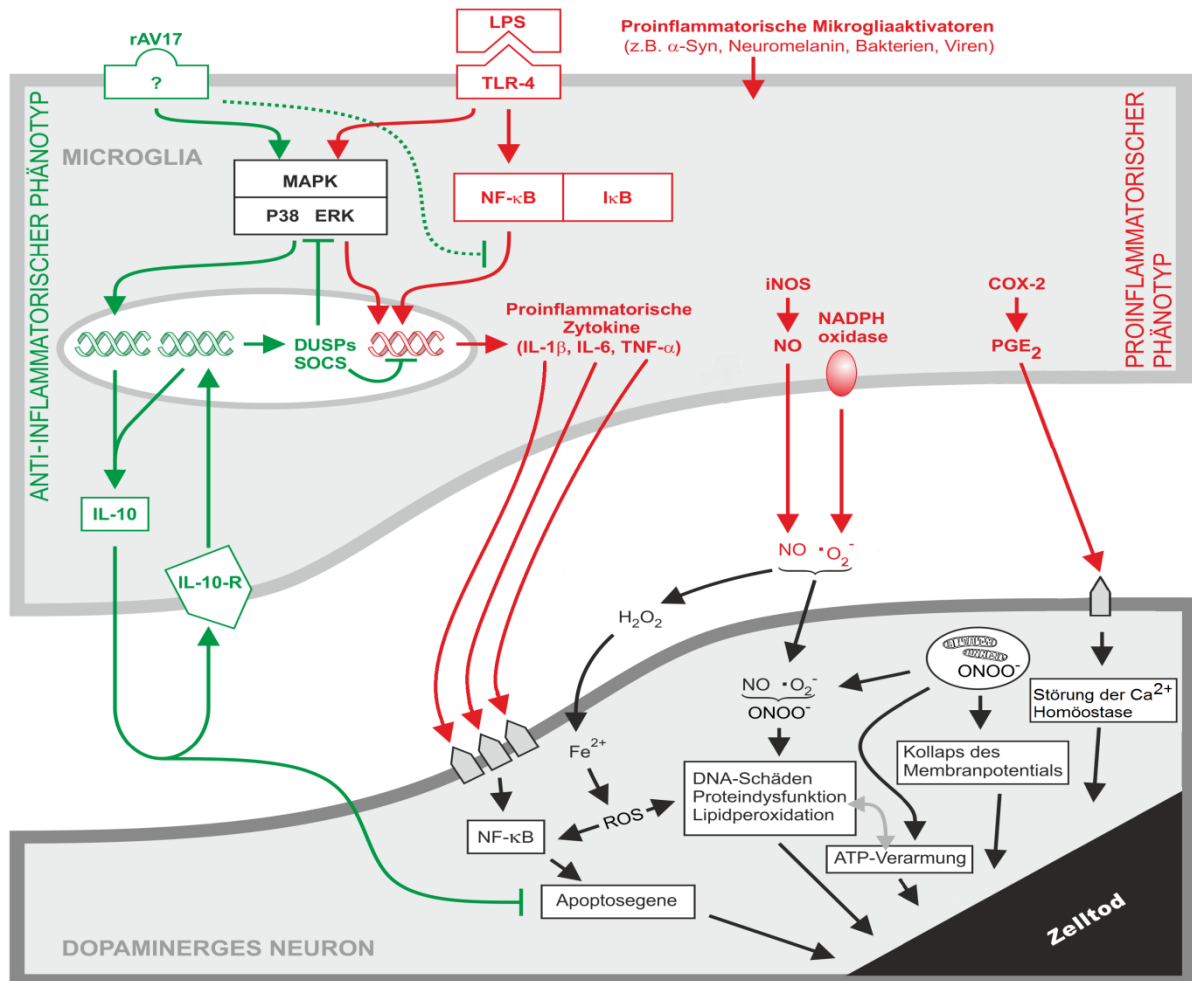 rAV17
?
LPS
TLR-4
Proinflammatorische Mikrogliaaktivatoren
(z.B. α-Syn, Neuromelanin, Bakterien, Viren)
ANTI-INFLAMMATORISCHER PHÄNOTYP
MICROGLIA
PROINFLAMMATORISCHER
PHÄNOTYP
MAPK
P38 ERK
NF-κB
IκB
DUSPs
SOCS
Proinflammatorische
Zytokine
(IL-1β, IL-6, TNF-α)
iNOS
NO
NADPH
oxidase
COX-2
PGE₂
IL-10
IL-10-R
NO ·O₂⁻
H₂O₂
NO ·O₂⁻
ONOO⁻
ONOO⁻
Störung der Ca²⁺
Homöostase
Fe²⁺
Kollaps des
Membranpotentials
DNA-Schäden
Proteindysfunktion
Lipidperoxidation
ROS
NF-κB
ATP-Verarmung
Apoptosegene
Zelltod
DOPAMINERGES NEURON